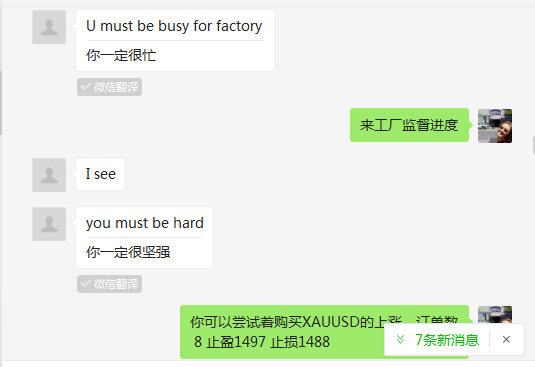 U must be busy for factory
你一定很忙
微信翻译
来工厂监督进度
I see
you must be hard
你一定很坚强
微信翻译
你可以尝试着购买XAUUSD的上涨，订单数
8 止盈1497 止损1488
7条新消息